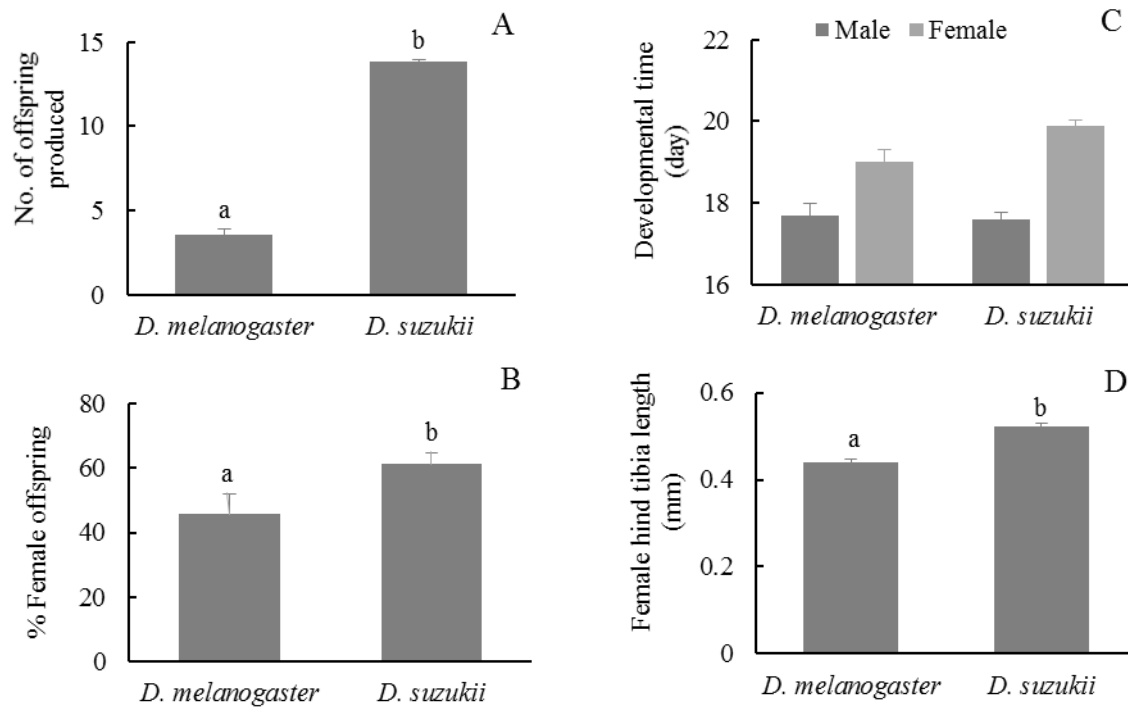 A
No. of offspring
produced
15
10
5
0
a
b
D. melanogaster
D. suzukii
C
Male
Female
Developmental time
(day)
22
20
18
16
D. melanogaster
D. suzukii
B
% Female offspring
80
60
40
20
0
a
b
D. melanogaster
D. suzukii
D
Female hind tibia length
(mm)
0.6
0.4
0.2
0
a
b
D. melanogaster
D. suzukii